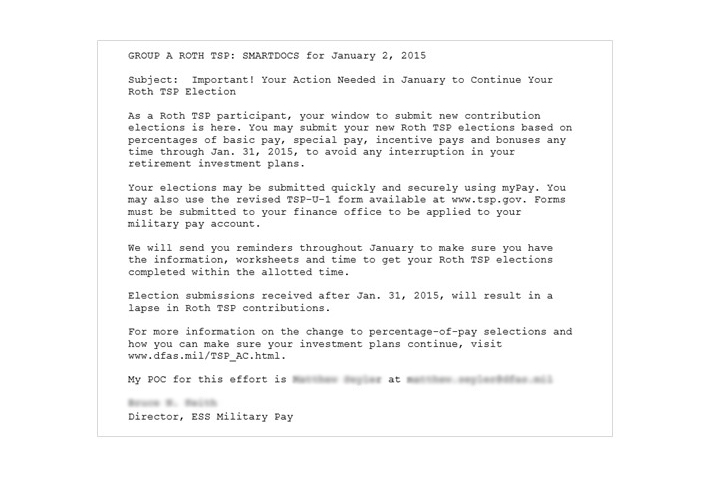 GROUP A ROTH TSP: SMARTDOCS for January 2, 2015
Subject:  Important! Your Action Needed in January to Continue Your
Roth TSP Election
As a Roth TSP participant, your window to submit new contribution
elections is here. You may submit your new Roth TSP elections based on
percentages of basic pay, special pay, incentive pays and bonuses any
time through Jan. 31, 2015, to avoid any interruption in your
retirement investment plans.
Your elections may be submitted quickly and securely using myPay. You
may also use the revised TSP-U-1 form available at www.tsp.gov. Forms
must be submitted to your finance office to be applied to your
military pay account.
We will send you reminders throughout January to make sure you have
the information, worksheets and time to get your Roth TSP elections
completed within the allotted time.
Election submissions received after Jan. 31, 2015, will result in a
lapse in Roth TSP contributions.
For more information on the change to percentage-of-pay selections and
how you can make sure your investment plans continue, visit
www.dfas.mil/TSP_AC.html.
My POC for this effort is at
Director, ESS Military Pay